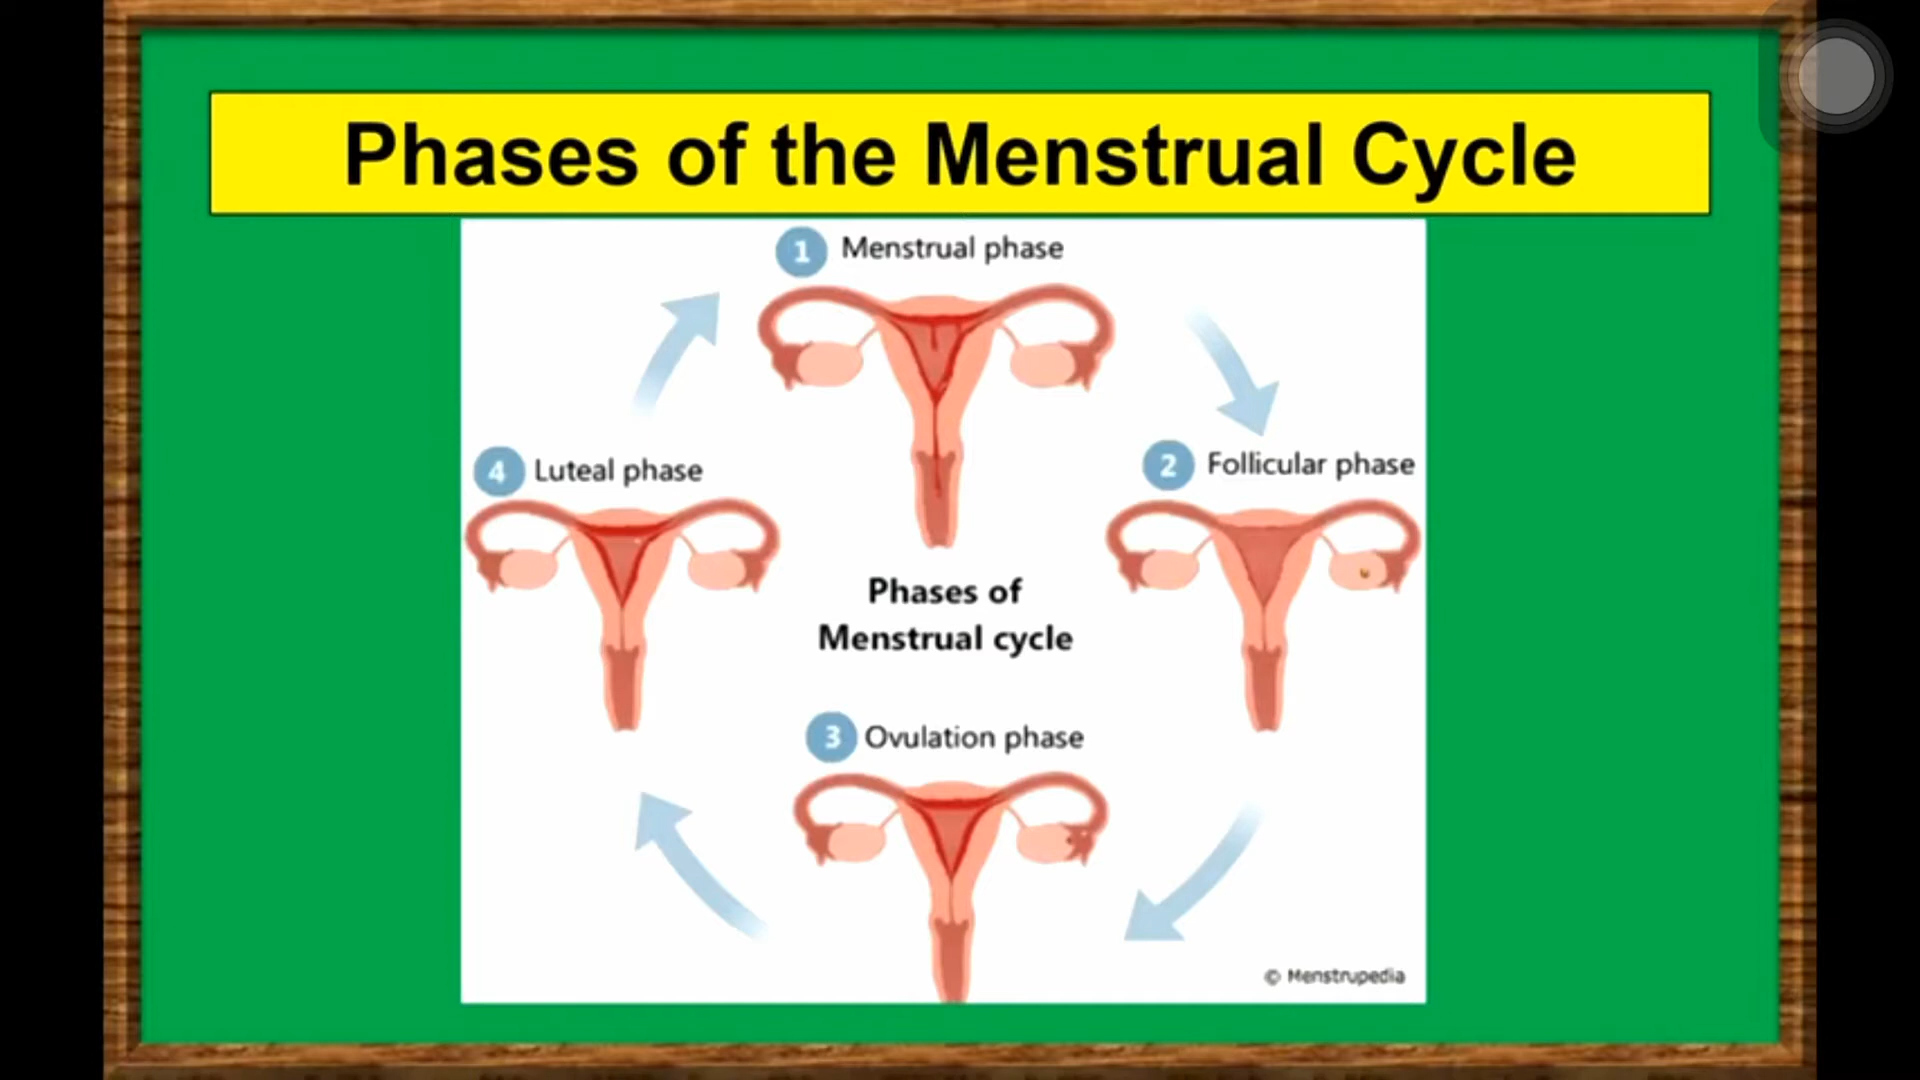 Phases of the Menstrual Cycle
1 Menstrual phase
4 Luteal phase
2 Follicular phase
Phases of
Menstrual cycle
3 Ovulation phase
© Menstrupedia